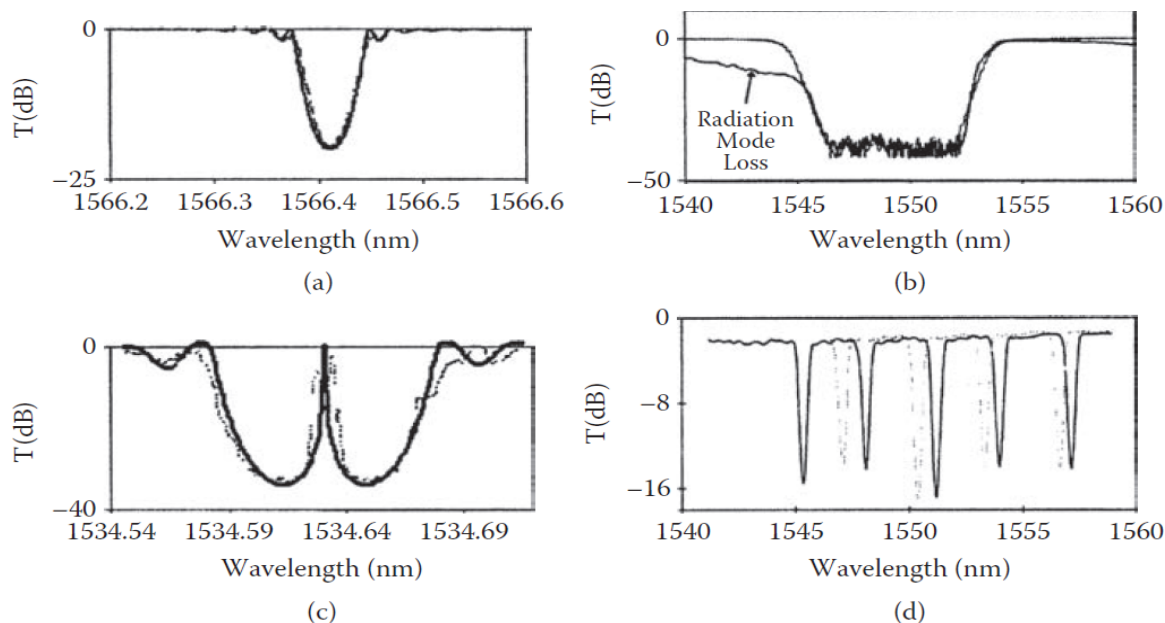 0
T(dB)
−25
1566.2 1566.3 1566.4 1566.5 1566.6
Wavelength (nm)
(a)
0
T(dB)
Radiation
Mode
Loss
−50
1540 1545 1550 1555 1560
Wavelength (nm)
(b)
0
T(dB)
−40
1534.54 1534.59 1534.64 1534.69
Wavelength (nm)
(c)
0
−8
T(dB)
−16
1540 1545 1550 1555 1560
Wavelength (nm)
(d)